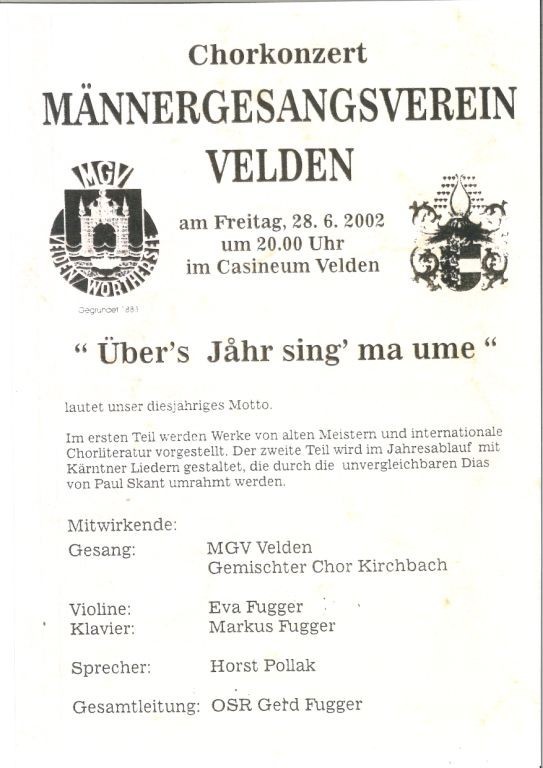 Chorkonzert
MÄNNERGESANGSVEREIN
VELDEN
MGV
VELDEN WÖRTHERSEE
Gegründet 1883
am Freitag, 28. 6. 2002
um 20.00 Uhr
im Casineum Velden
“ Über's Jåhr sing' ma ume “
lautet unser diesjähriges Motto.
Im ersten Teil werden Werke von alten Meistern und internationale
Chorliteratur vorgestellt. Der zweite Teil wird im Jahresablauf mit
Kärntner Liedern gestaltet, die durch die unvergleichbaren Dias
von Paul Skant umrahmt werden.
Mitwirkende:
Gesang: MGV Velden
Gemischter Chor Kirchbach
Violine: Eva Fugger
Klavier: Markus Fugger
Sprecher: Horst Pollak
Gesamtleitung: OSR Gerd Fugger